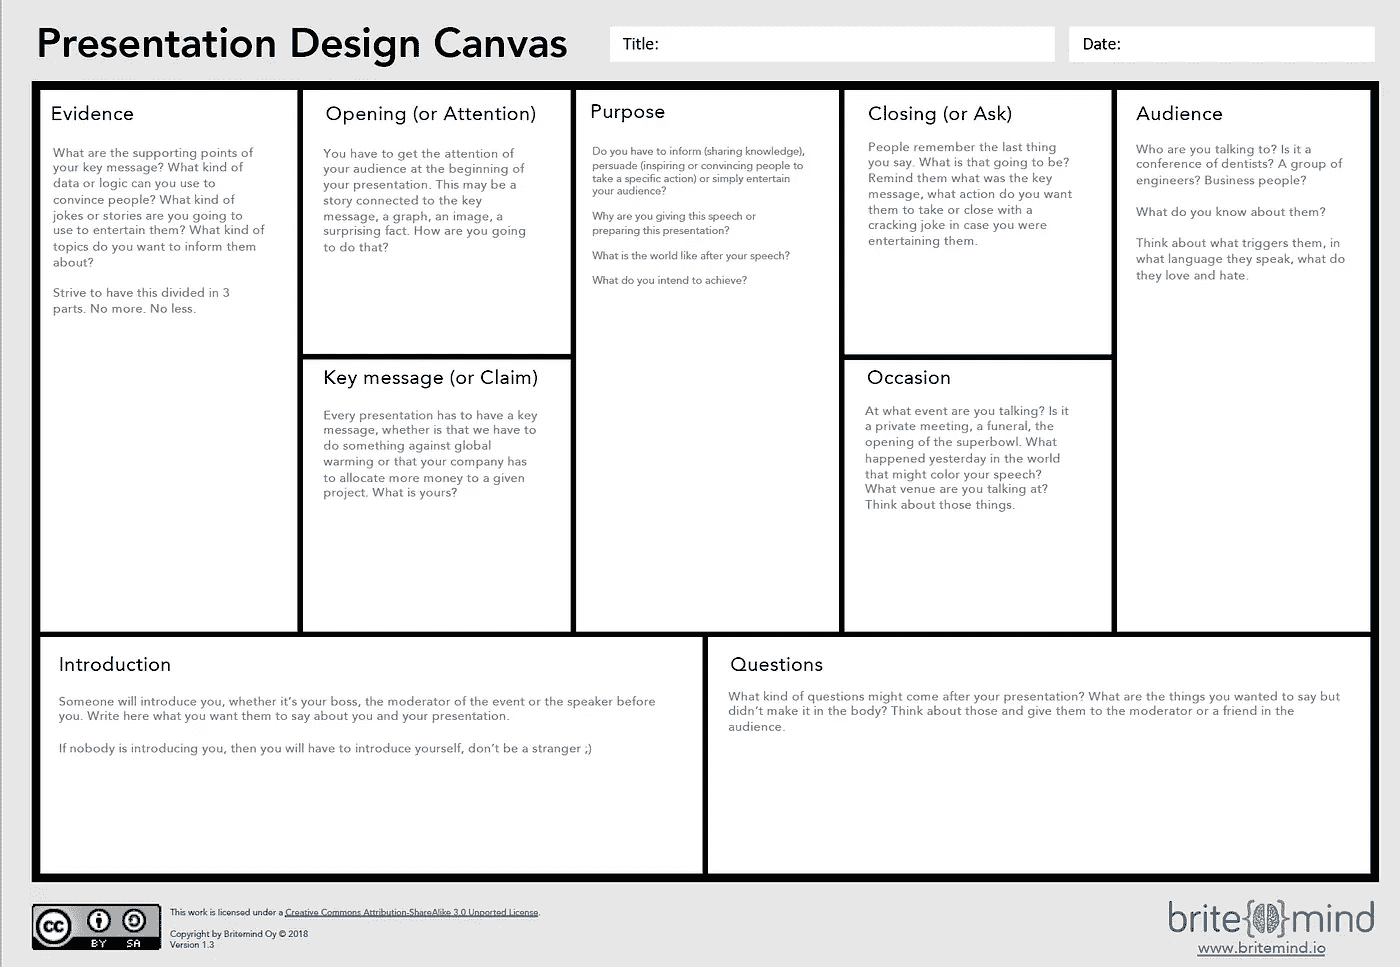 Presentation Design Canvas
Title:
Date:
Evidence
What are the supporting points of
your key message? What kind of
data or logic can you use to
convince people? What kind of
jokes or stories are you going to
use to entertain them? What kind of
topics do you want to inform them
about?
Strive to have this divided in 3
parts. No more. No less.
Opening (or Attention)
You have to get the attention of
your audience at the beginning of
your presentation. This may be a
story connected to the key
message, a graph, an image, a
surprising fact. How are you going
to do that?
Key message (or Claim)
Every presentation has to have a key
message, whether is that we have to
do something against global
warming or that your company has
to allocate more money to a given
project. What is yours?
Purpose
Do you have to inform (sharing knowledge),
persuade (inspiring or convincing people to
take a specific action) or simply entertain
your audience?
Why are you giving this speech or
preparing this presentation?
What is the world like after your speech?
What do you intend to achieve?
Closing (or Ask)
People remember the last thing
you say. What is that going to be?
Remind them what was the key
message, what action do you want
them to take or close with a
cracking joke in case you were
entertaining them.
Occasion
At what event are you talking? Is it
a private meeting, a funeral, the
opening of the superbowl. What
happened yesterday in the world
that might color your speech?
What venue are you talking at?
Think about those things.
Audience
Who are you talking to? Is it a
conference of dentists? A group of
engineers? Business people?
What do you know about them?
Think about what triggers them, in
what language they speak, what do
they love and hate.
Introduction
Someone will introduce you, whether it's your boss, the moderator of the event or the speaker before
you. Write here what you want them to say about you and your presentation.
If nobody is introducing you, then you will have to introduce yourself, don't be a stranger ;)
Questions
What kind of questions might come after your presentation? What are the things you wanted to say but
didn't make it in the body? Think about those and give them to the moderator or a friend in the
audience.
cc BY SA
This work is licensed under a Creative Commons Attribution-ShareAlike 3.0 Unported License.
Copyright by Britemind Oy © 2018
Version 1.3
brite{}mind
www.britemind.io